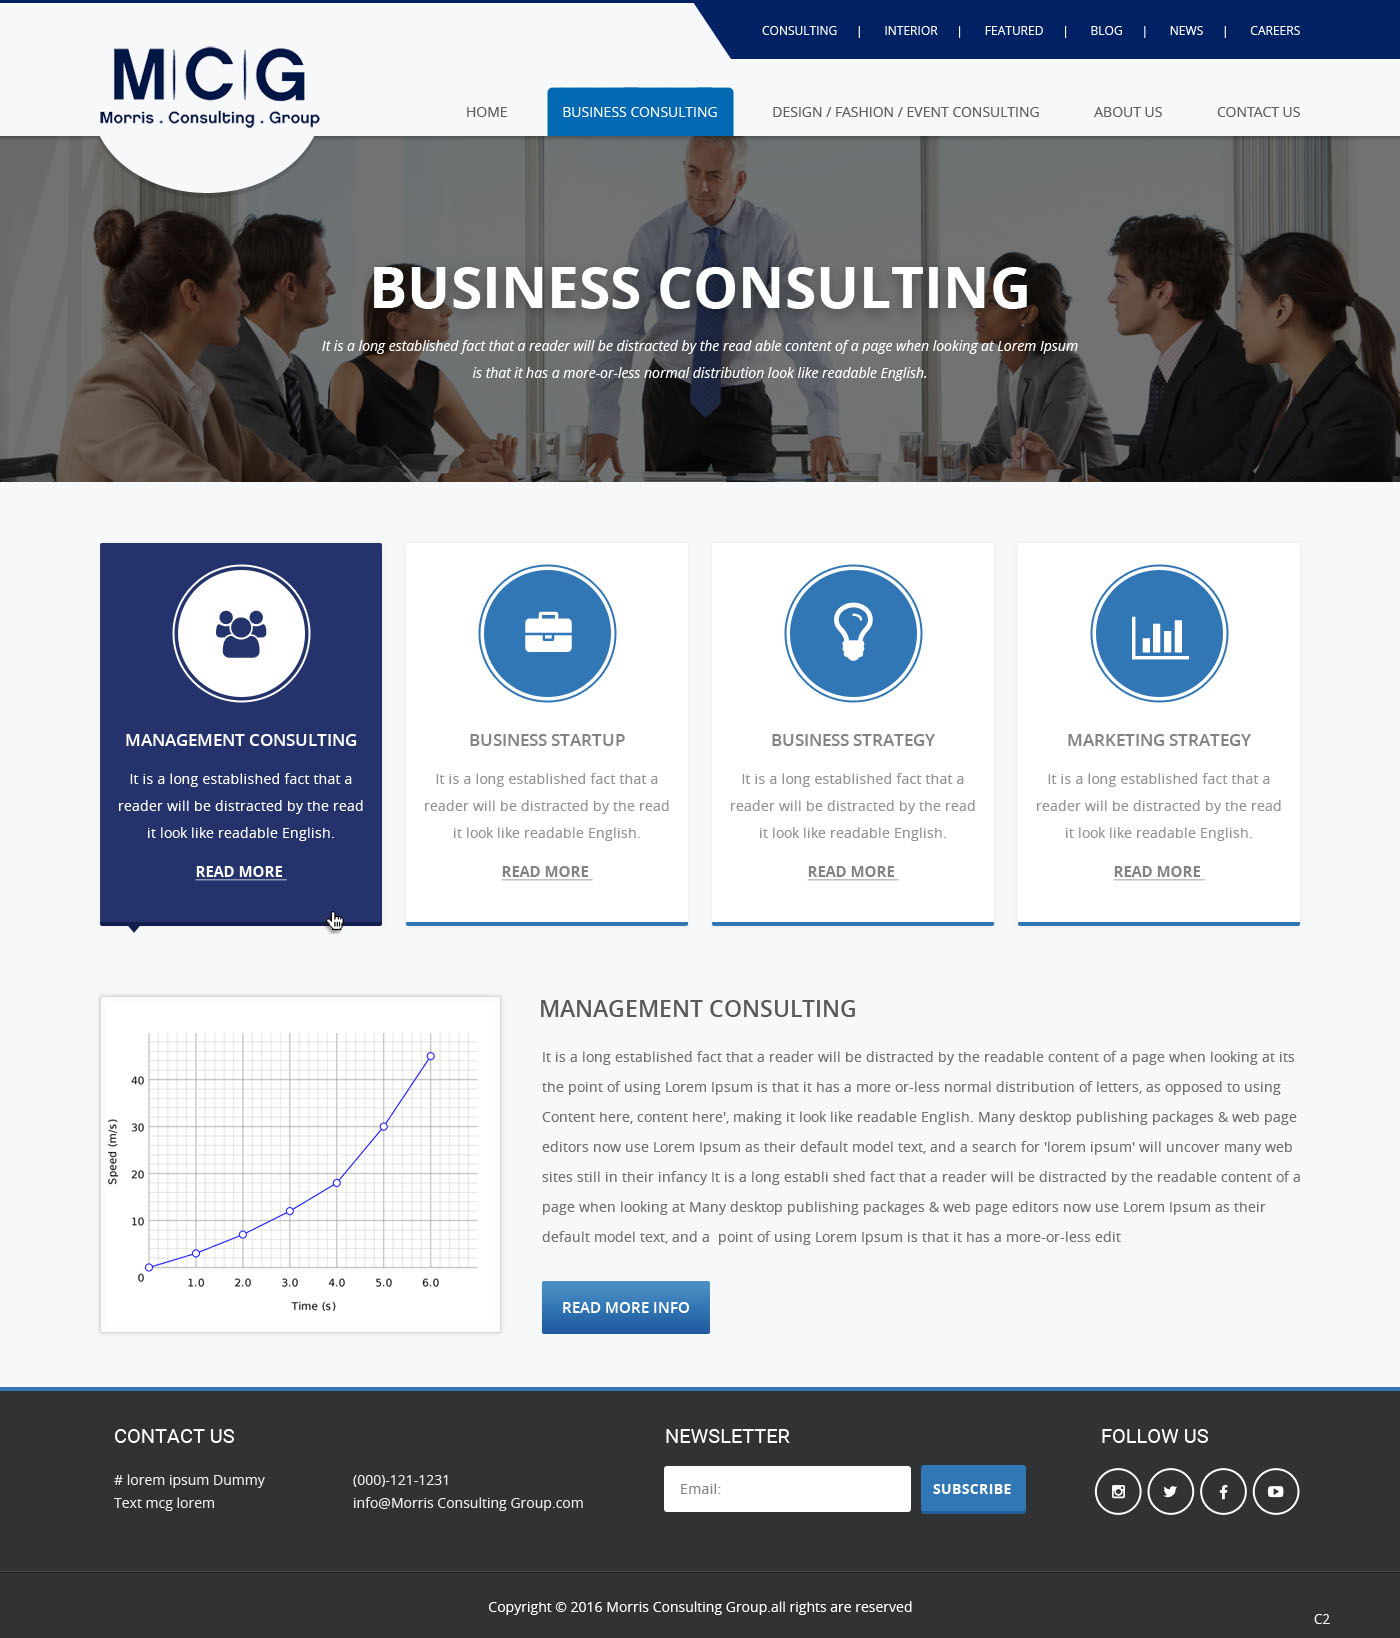 CONSULTING | INTERIOR | FEATURED | BLOG | NEWS | CAREERS
M|C|G
Morris . Consulting . Group
HOME BUSINESS CONSULTING DESIGN / FASHION / EVENT CONSULTING ABOUT US CONTACT US
BUSINESS CONSULTING
It is a long established fact that a reader will be distracted by the read able content of a page when looking at Lorem Ipsum
is that it has a more-or-less normal distribution look like readable English.
MANAGEMENT CONSULTING
It is a long established fact that a
reader will be distracted by the read
it look like readable English.
READ MORE
BUSINESS STARTUP
It is a long established fact that a
reader will be distracted by the read
it look like readable English.
READ MORE
BUSINESS STRATEGY
It is a long established fact that a
reader will be distracted by the read
it look like readable English.
READ MORE
MARKETING STRATEGY
It is a long established fact that a
reader will be distracted by the read
it look like readable English.
READ MORE
Speed (m/s)
40
30
20
10
0
1.0 2.0 3.0 4.0 5.0 6.0
Time (s)
MANAGEMENT CONSULTING
It is a long established fact that a reader will be distracted by the readable content of a page when looking at its
the point of using Lorem Ipsum is that it has a more or-less normal distribution of letters, as opposed to using
Content here, content here', making it look like readable English. Many desktop publishing packages & web page
editors now use Lorem Ipsum as their default model text, and a search for 'lorem ipsum' will uncover many web
sites still in their infancy It is a long establi shed fact that a reader will be distracted by the readable content of a
page when looking at Many desktop publishing packages & web page editors now use Lorem Ipsum as their
default model text, and a  point of using Lorem Ipsum is that it has a more-or-less edit
READ MORE INFO
CONTACT US
# lorem ipsum Dummy
Text mcg lorem
(000)-121-1231
info@Morris Consulting Group.com
NEWSLETTER
Email:
SUBSCRIBE
FOLLOW US
Copyright © 2016 Morris Consulting Group.all rights are reserved
C2